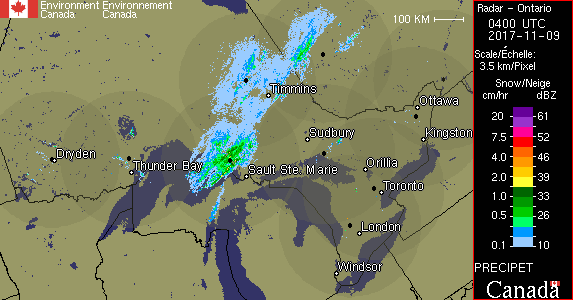 Environment Environnement
Canada Canada
100 KM
Timmins
Ottawa
Sudbury
Kingston
Dryden
Thunder Bay
Sault Ste. Marie
Orillia
Toronto
London
Windsor
Radar - Ontario
0400 UTC
2017-11-09
Scale/Échelle:
3.5 km/Pixel
Snow/Neige
cm/hr dBZ
20 61
7.5 52
4.0 46
2.0 39
1.0 35
0.5 26
0.1 10
PRECIPET
Canada